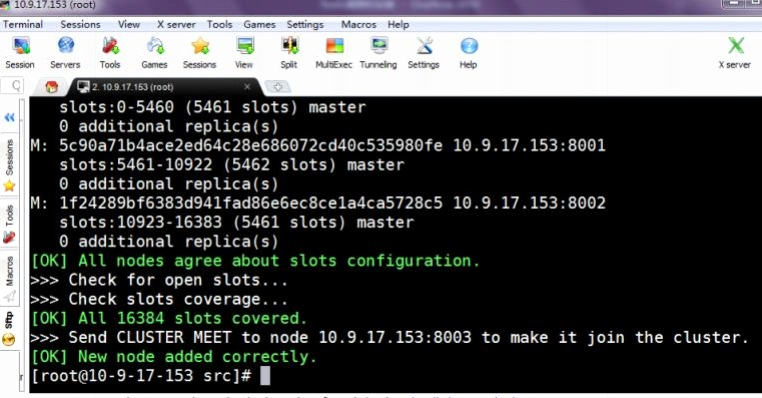 10.9.17.153 (root)
Terminal Sessions View X server Tools Games Settings Macros Help
Session Servers Tools Games Sessions View Split MultiExec Tunneling Settings Help X server
2. 10.9.17.153 (root)
Sessions
Tools
Macros
Sftp
slots:0-5460 (5461 slots) master
0 additional replica(s)
M: 5c90a71b4ace2ed64c28e686072cd40c535980fe 10.9.17.153:8001
slots:5461-10922 (5462 slots) master
0 additional replica(s)
M: 1f24289bf6383d941fad86e6ec8ce1a4ca5728c5 10.9.17.153:8002
slots:10923-16383 (5461 slots) master
0 additional replica(s)
[OK] All nodes agree about slots configuration.
>>> Check for open slots...
>>> Check slots coverage...
[OK] All 16384 slots covered.
>>> Send CLUSTER MEET to node 10.9.17.153:8003 to make it join the cluster.
[OK] New node added correctly.
[root@10-9-17-153 src]#